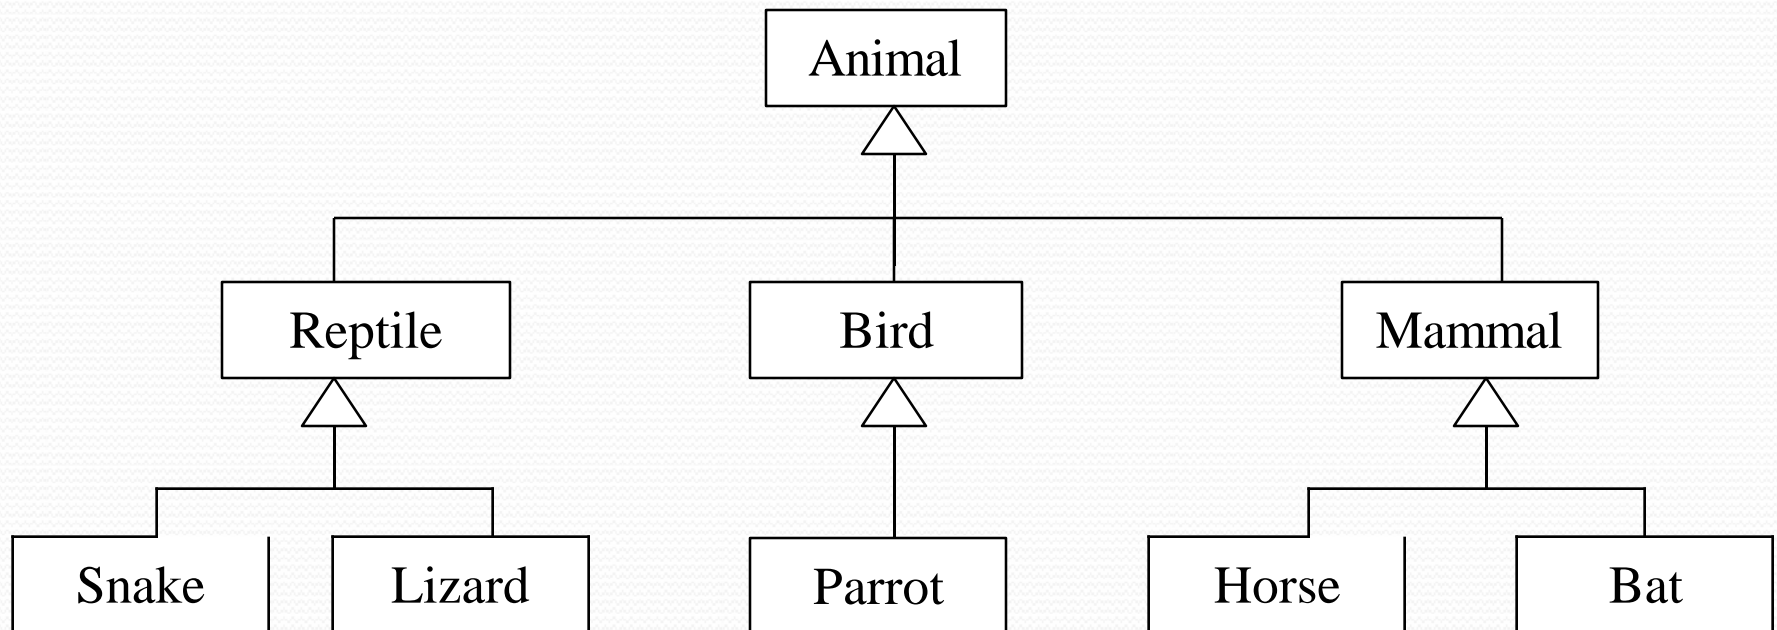 Animal
Reptile
Bird
Mammal
Snake
Lizard
Parrot
Horse
Bat